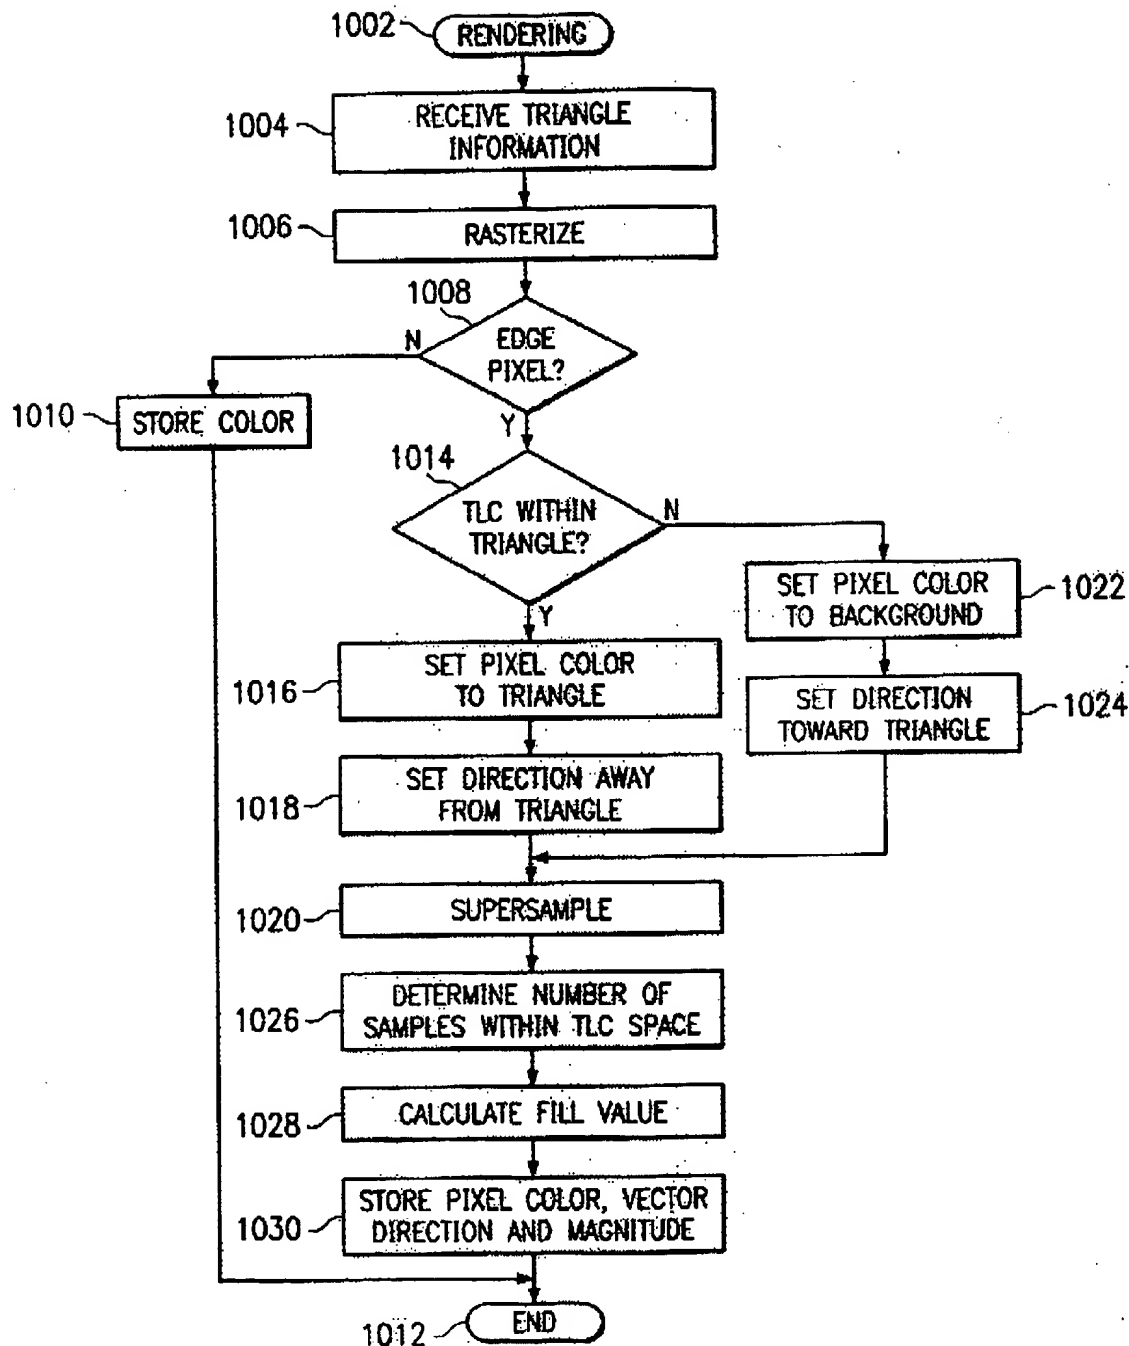 1002
RENDERING
1004
RECEIVE TRIANGLE
INFORMATION
1006
RASTERIZE
1008
EDGE
PIXEL?
N
Y
1010
STORE COLOR
1014
TLC WITHIN
TRIANGLE?
N
Y
SET PIXEL COLOR
TO BACKGROUND
1022
1016
SET PIXEL COLOR
TO TRIANGLE
SET DIRECTION
TOWARD TRIANGLE
1024
1018
SET DIRECTION AWAY
FROM TRIANGLE
1020
SUPERSAMPLE
1026
DETERMINE NUMBER OF
SAMPLES WITHIN TLC SPACE
1028
CALCULATE FILL VALUE
1030
STORE PIXEL COLOR, VECTOR
DIRECTION AND MAGNITUDE
1012
END